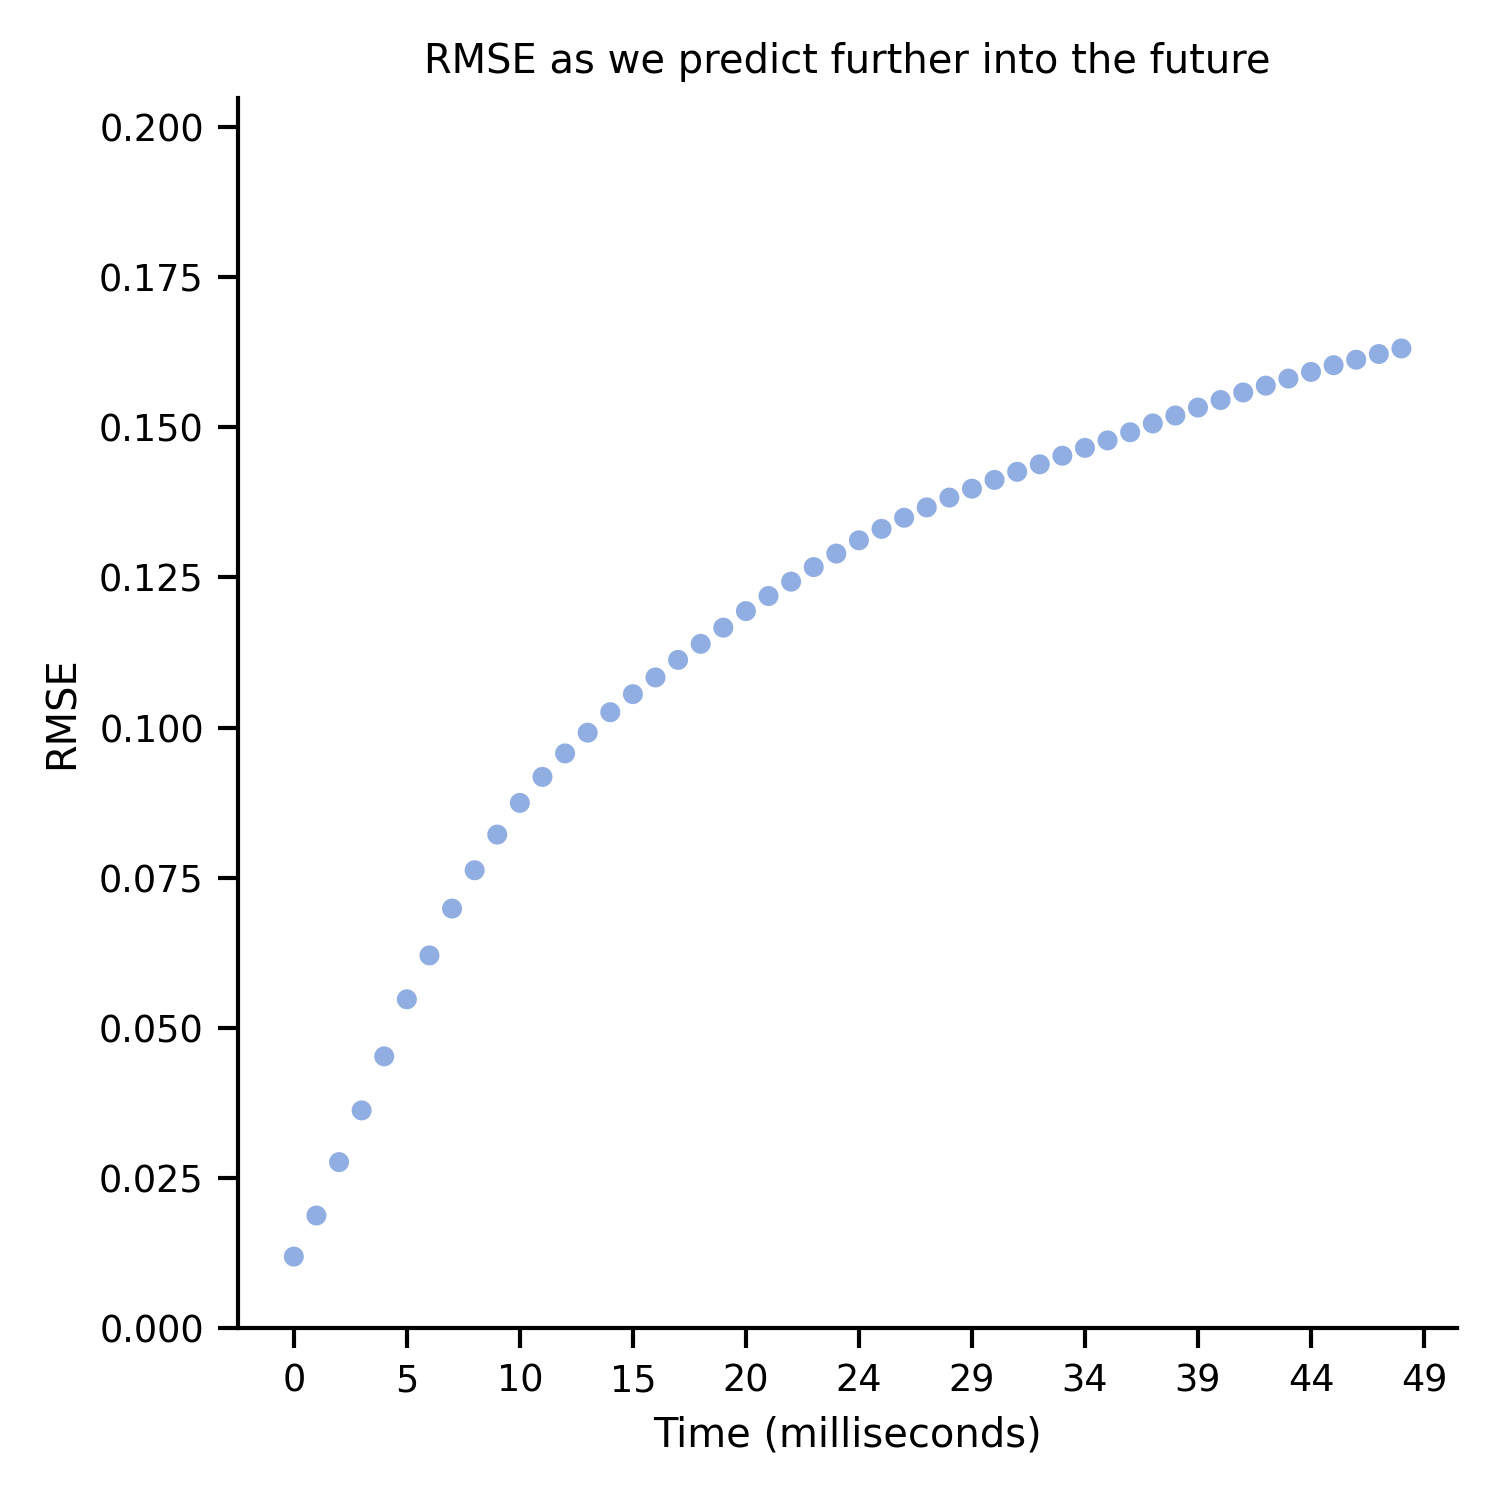 RMSE as we predict further into the future
0.200
0.175
0.150
0.125
0.100
0.075
0.050
0.025
0.000
RMSE
0 5 10 15 20 24 29 34 39 44 49
Time (milliseconds)